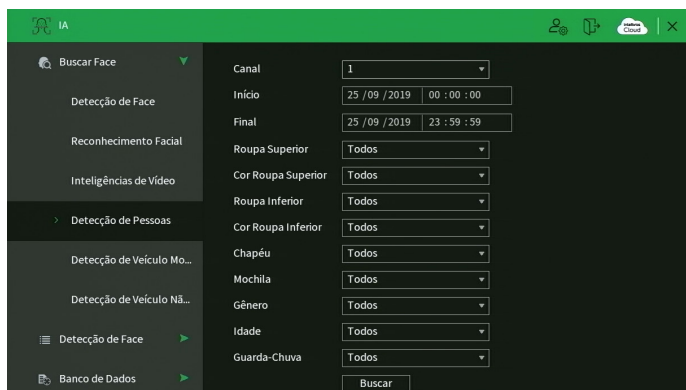 IA
intelbras
Cloud
Buscar Face
Detecção de Face
Reconhecimento Facial
Inteligências de Vídeo
Detecção de Pessoas
Detecção de Veículo Mo...
Detecção de Veículo Nã...
Detecção de Face
Banco de Dados
Canal 1
Início 25 /09 /2019 00 : 00 : 00
Final 25 /09 /2019 23 : 59 : 59
Roupa Superior Todos
Cor Roupa Superior Todos
Roupa Inferior Todos
Cor Roupa Inferior Todos
Chapéu Todos
Mochila Todos
Gênero Todos
Idade Todos
Guarda-Chuva Todos
Buscar